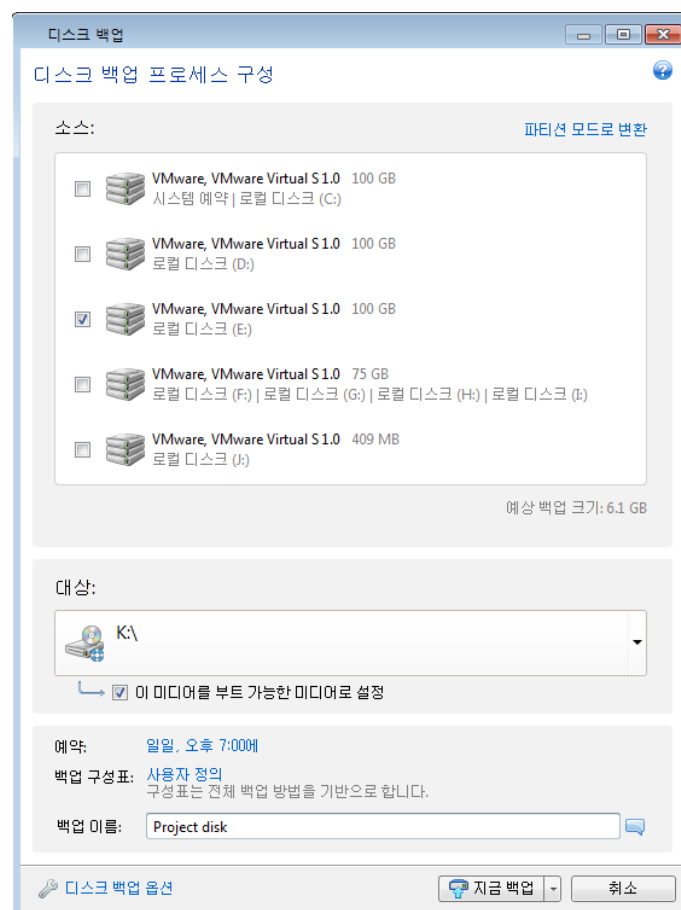 디스크 백업
디스크 백업 프로세스 구성
소스:
파티션 모드로 변환
VMware, VMware Virtual S 1.0 100 GB
시스템 예약 | 로컬 디스크 (C:)
VMware, VMware Virtual S 1.0 100 GB
로컬 디스크 (D:)
VMware, VMware Virtual S 1.0 100 GB
로컬 디스크 (E:)
VMware, VMware Virtual S 1.0 75 GB
로컬 디스크 (F:) | 로컬 디스크 (G:) | 로컬 디스크 (H:) | 로컬 디스크 (I:)
VMware, VMware Virtual S 1.0 409 MB
로컬 디스크 (J:)
예상 백업 크기: 6.1 GB
대상:
K:\
이 미디어를 부트 가능한 미디어로 설정
예약: 일일, 오후 7:00에
백업 구성표: 사용자 정의
구성표는 전체 백업 방법을 기반으로 합니다.
백업 이름: Project disk
디스크 백업 옵션
지금 백업
취소